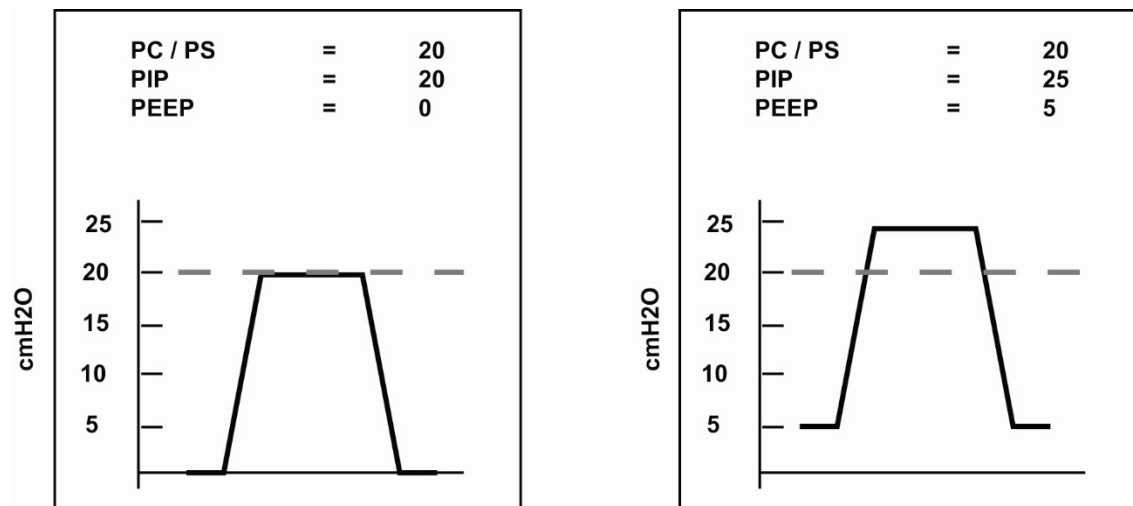 PC / PS = 20
PIP = 20
PEEP = 0
25
20
15
10
5
cmH2O
PC / PS = 20
PIP = 25
PEEP = 5
25
20
15
10
5
cmH2O